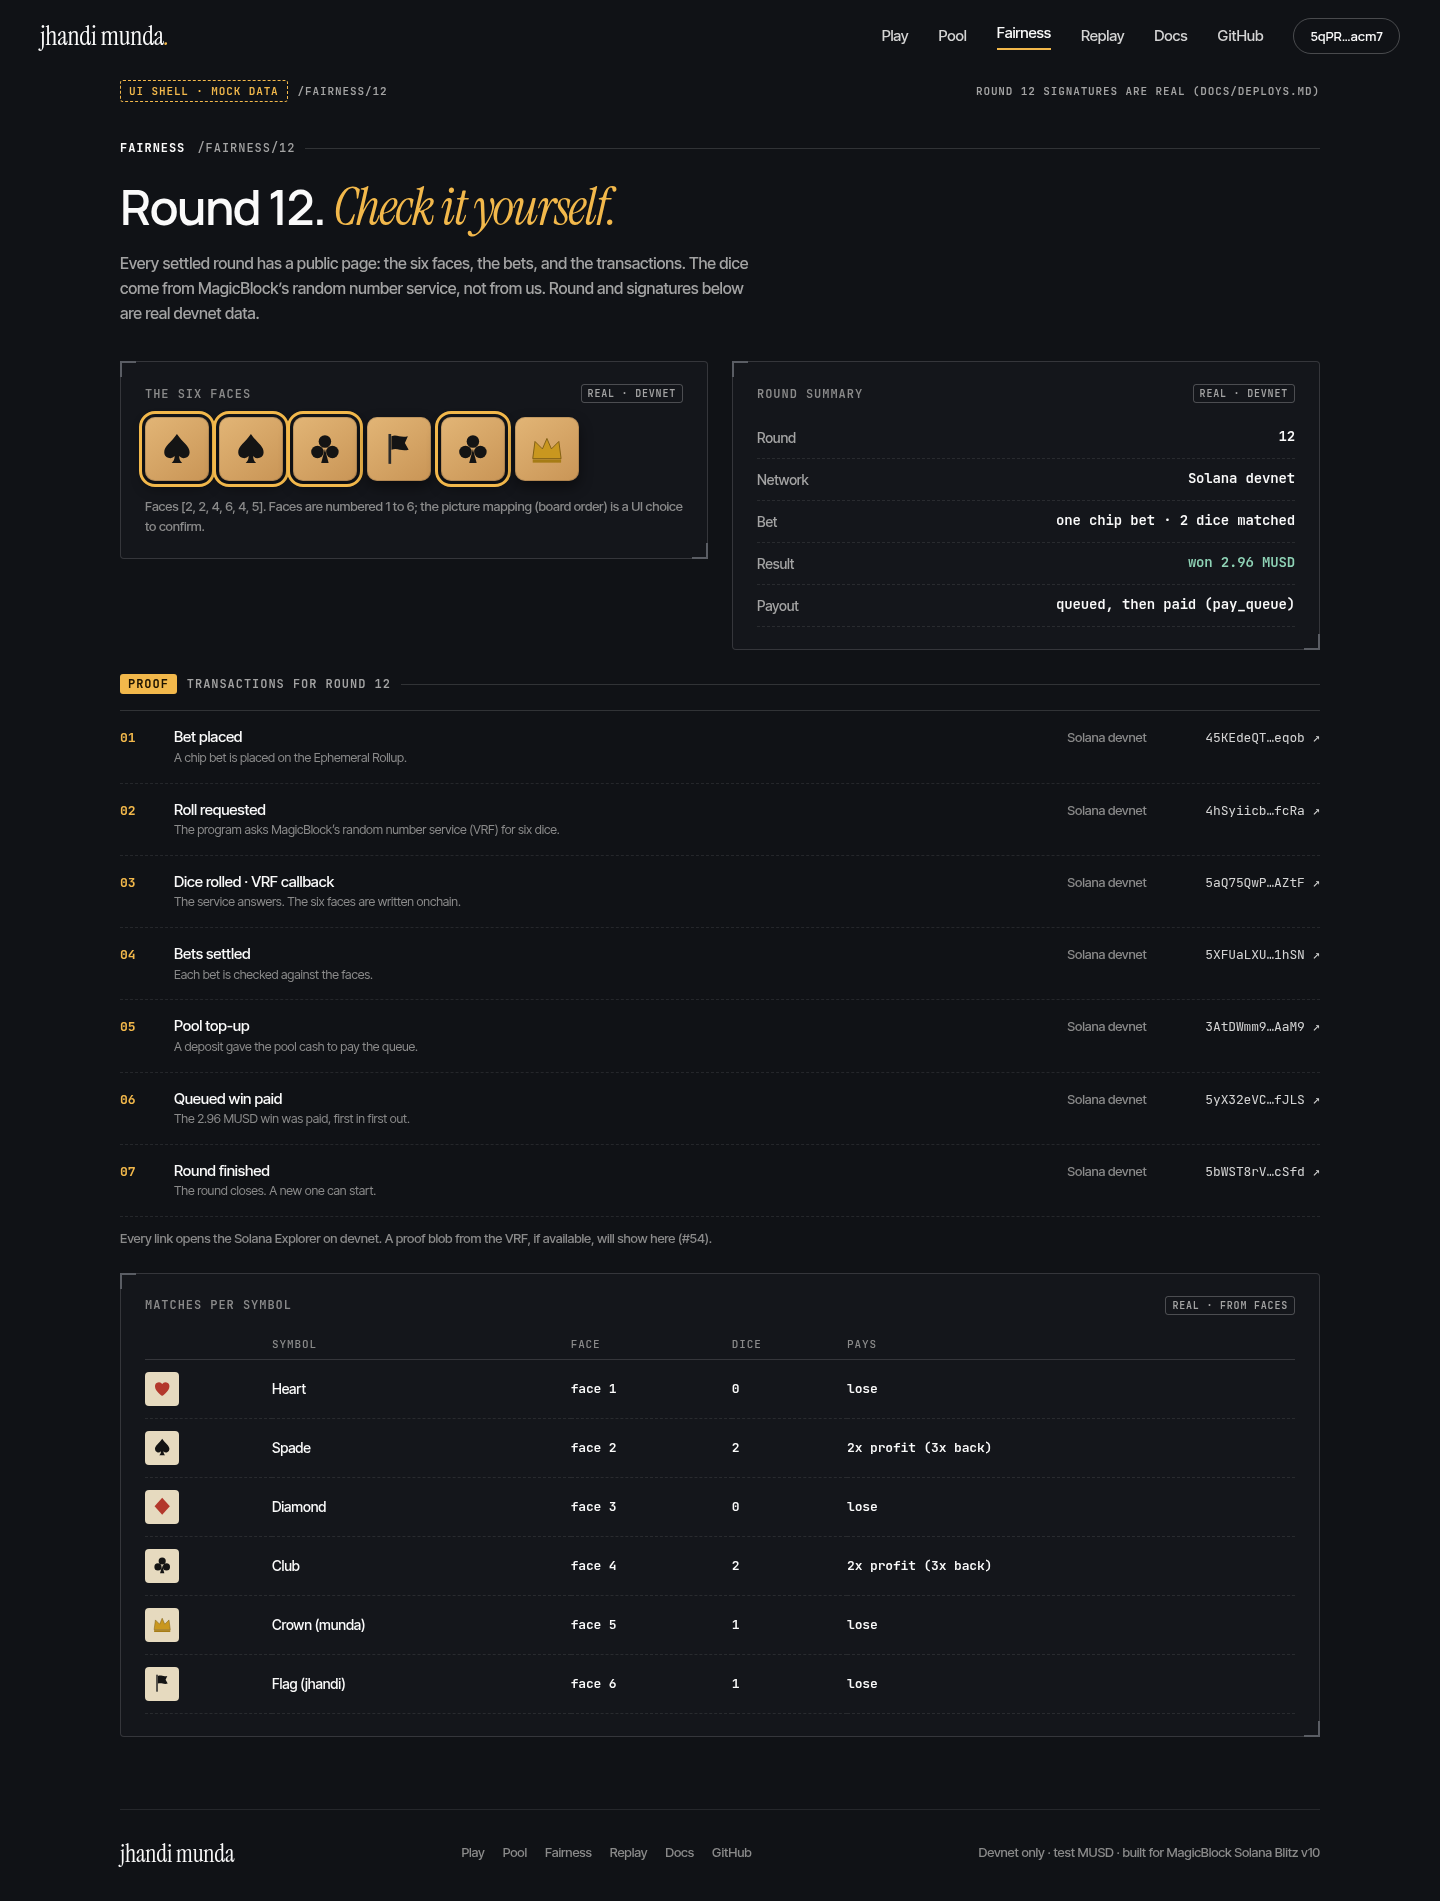 jhandi munda.
Play Pool Fairness Replay Docs GitHub 5qPR...acm7
UI SHELL · MOCK DATA /FAIRNESS/12
ROUND 12 SIGNATURES ARE REAL (DOCS/DEPLOYS.MD)
FAIRNESS /FAIRNESS/12
Round 12. Check it yourself.
Every settled round has a public page: the six faces, the bets, and the transactions. The dice
come from MagicBlock’s random number service, not from us. Round and signatures below
are real devnet data.
THE SIX FACES REAL · DEVNET
Faces [2, 2, 4, 6, 4, 5]. Faces are numbered 1 to 6; the picture mapping (board order) is a UI choice
to confirm.
ROUND SUMMARY REAL · DEVNET
Round 12
Network Solana devnet
Bet one chip bet · 2 dice matched
Result won 2.96 MUSD
Payout queued, then paid (pay_queue)
PROOF TRANSACTIONS FOR ROUND 12
01 Bet placed Solana devnet 45KEdeQT…eqob ↗
A chip bet is placed on the Ephemeral Rollup.
02 Roll requested Solana devnet 4hSyiicb…fcRa ↗
The program asks MagicBlock’s random number service (VRF) for six dice.
03 Dice rolled · VRF callback Solana devnet 5aQ75QwP…AZtF ↗
The service answers. The six faces are written onchain.
04 Bets settled Solana devnet 5XFUaLXU…1hSN ↗
Each bet is checked against the faces.
05 Pool top-up Solana devnet 3AtDWmm9…AaM9 ↗
A deposit gave the pool cash to pay the queue.
06 Queued win paid Solana devnet 5yX32eVC…fJLS ↗
The 2.96 MUSD win was paid, first in first out.
07 Round finished Solana devnet 5bWST8rV…cSfd ↗
The round closes. A new one can start.
Every link opens the Solana Explorer on devnet. A proof blob from the VRF, if available, will show here (#54).
MATCHES PER SYMBOL REAL · FROM FACES
SYMBOL FACE DICE PAYS
Heart face 1 0 lose
Spade face 2 2 2x profit (3x back)
Diamond face 3 0 lose
Club face 4 2 2x profit (3x back)
Crown (munda) face 5 1 lose
Flag (jhandi) face 6 1 lose
jhandi munda
Play Pool Fairness Replay Docs GitHub
Devnet only · test MUSD · built for MagicBlock Solana Blitz v10